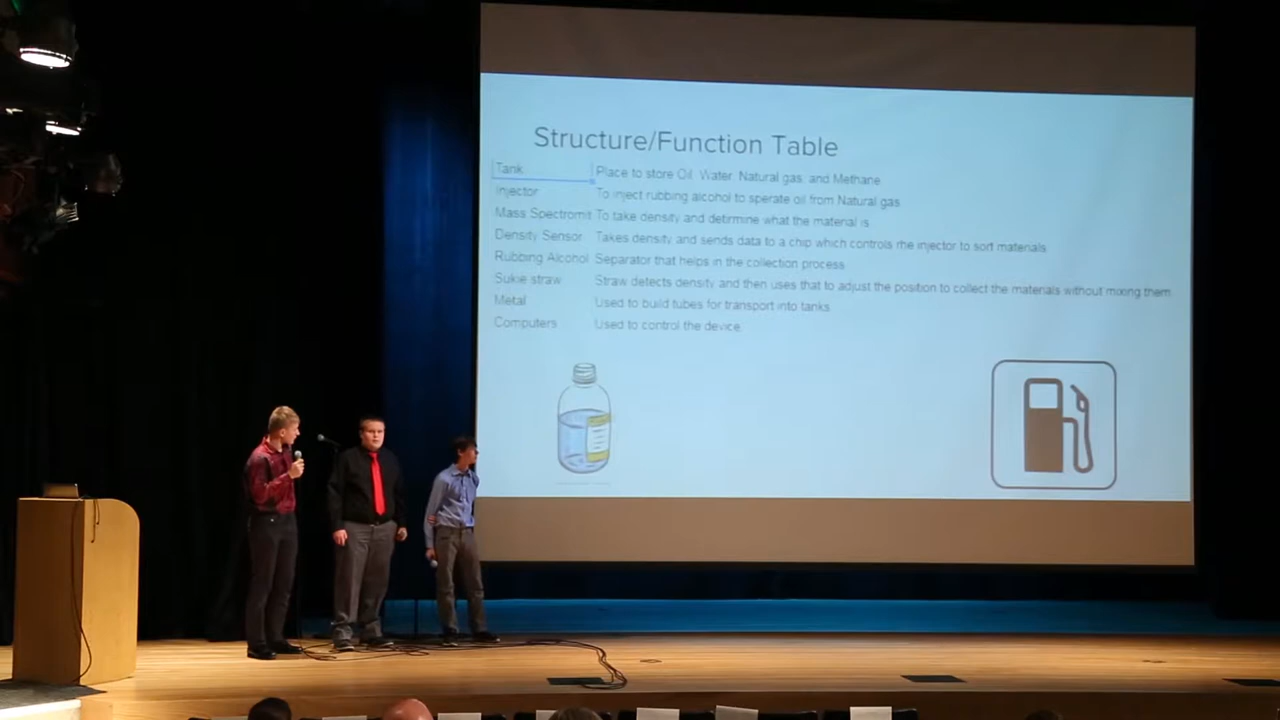 Structure/Function Table
Tank Place to store Oil, Water, Natural gas, and Methane
Injector To inject rubbing alcohol to sperate oil from Natural gas
Mass Spectromit To take density and detirmine what the material is
Density Sensor Takes density and sends data to a chip which controls rhe injector to sort materials
Rubbing Alcohol Separator that helps in the collection process
Sukie straw Straw detects density and then uses that to adjust the position to collect the materials without mixing them
Metal Used to build tubes for transport into tanks
Computers Used to control the device